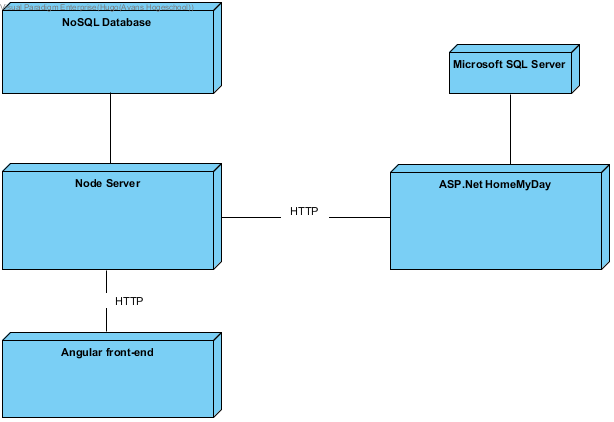 Visual Paradigm Enterprise(Hugo(Avans Hogeschool))
NoSQL Database
Microsoft SQL Server
Node Server
ASP.Net HomeMyDay
HTTP
HTTP
Angular front-end